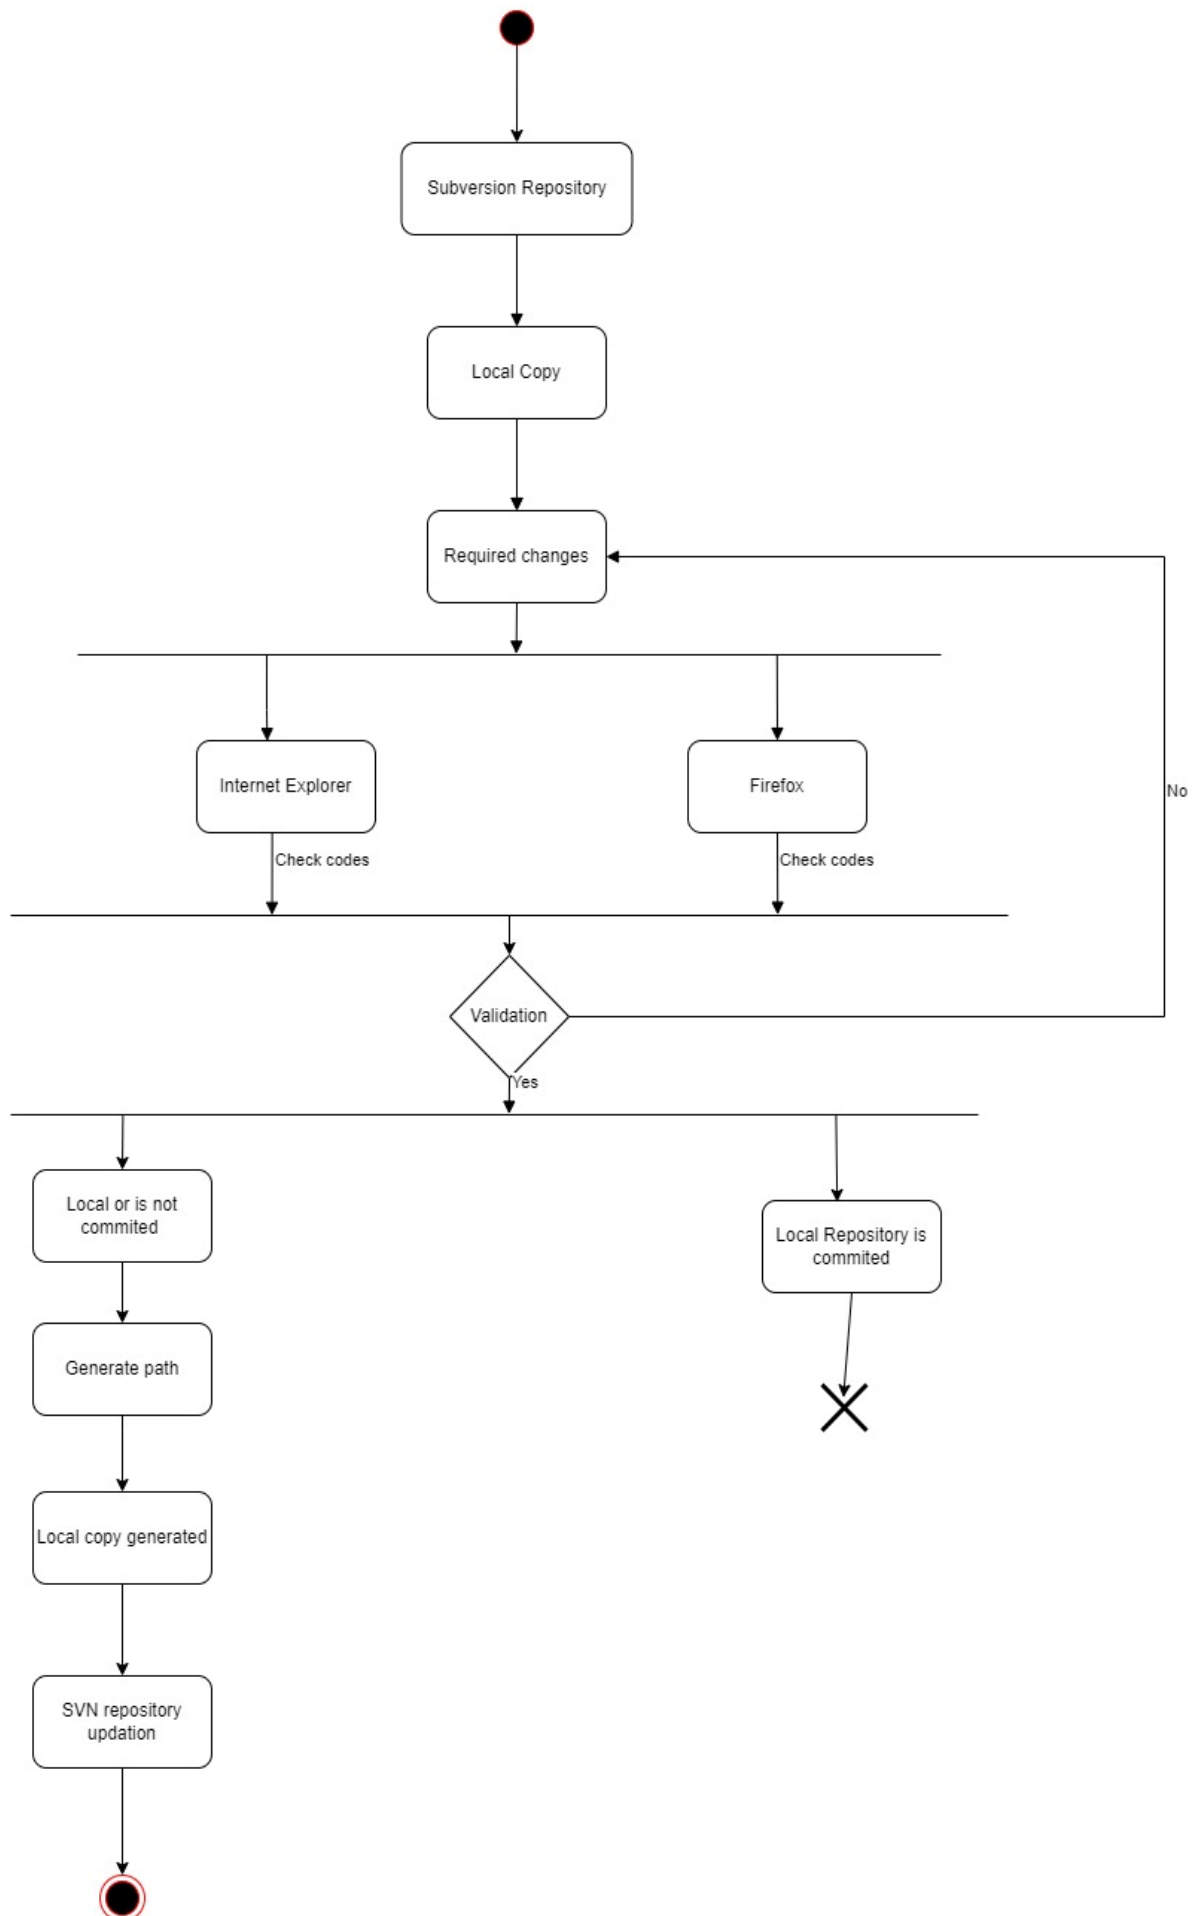 Subversion Repository
Local Copy
Required changes
Internet Explorer
Firefox
No
Check codes
Check codes
Validation
Yes
Local or is not
commited
Local Repository is
commited
Generate path
Local copy generated
SVN repository
updation